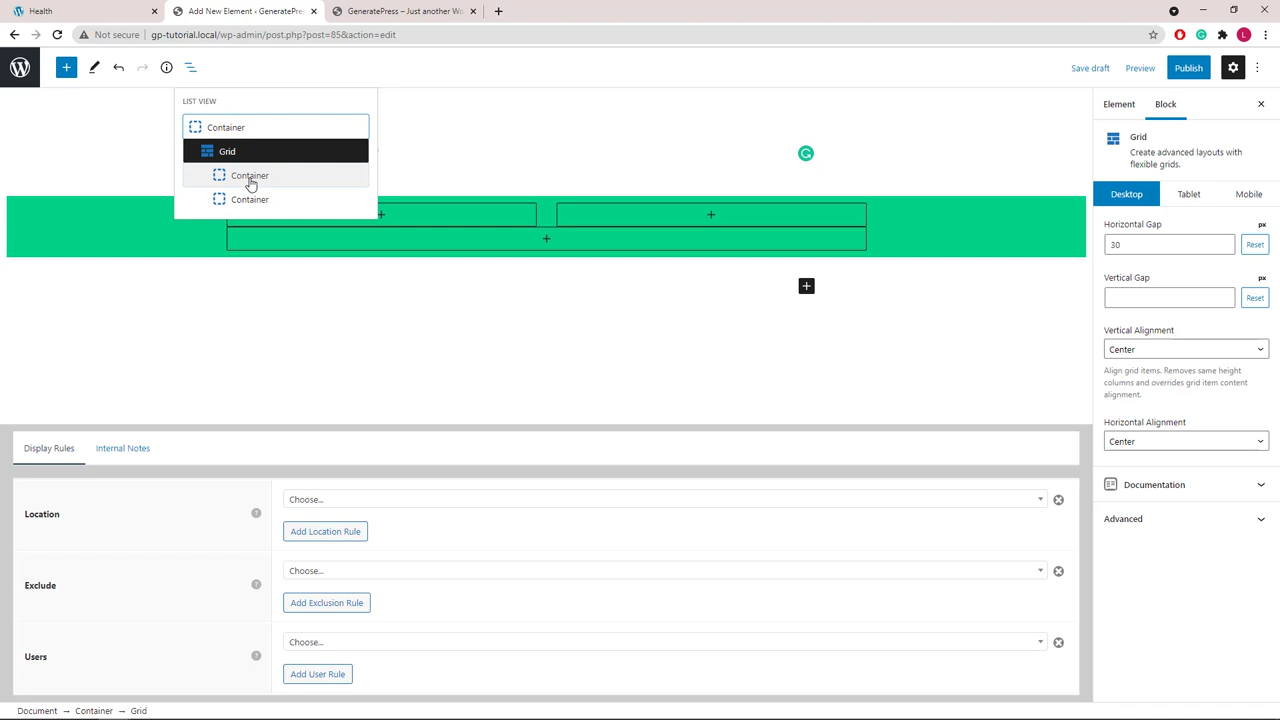 Health
Add New Element ‹ GeneratePres
GeneratePress – Just another Wo
Not secure
gp-tutorial.local/wp-admin/post.php?post=85&action=edit
L
Save draft
Preview
Publish
LIST VIEW
Container
Grid
Container
Container
Element
Block
Grid
Create advanced layouts with
flexible grids.
Desktop
Tablet
Mobile
Horizontal Gap
px
30
Reset
Vertical Gap
px
Reset
Vertical Alignment
Center
Align grid items. Removes same height
columns and overrides grid item content
alignment.
Horizontal Alignment
Center
Documentation
Advanced
Display Rules
Internal Notes
Location
?
Choose...
Add Location Rule
Exclude
?
Choose...
Add Exclusion Rule
Users
?
Choose...
Add User Rule
Document → Container → Grid